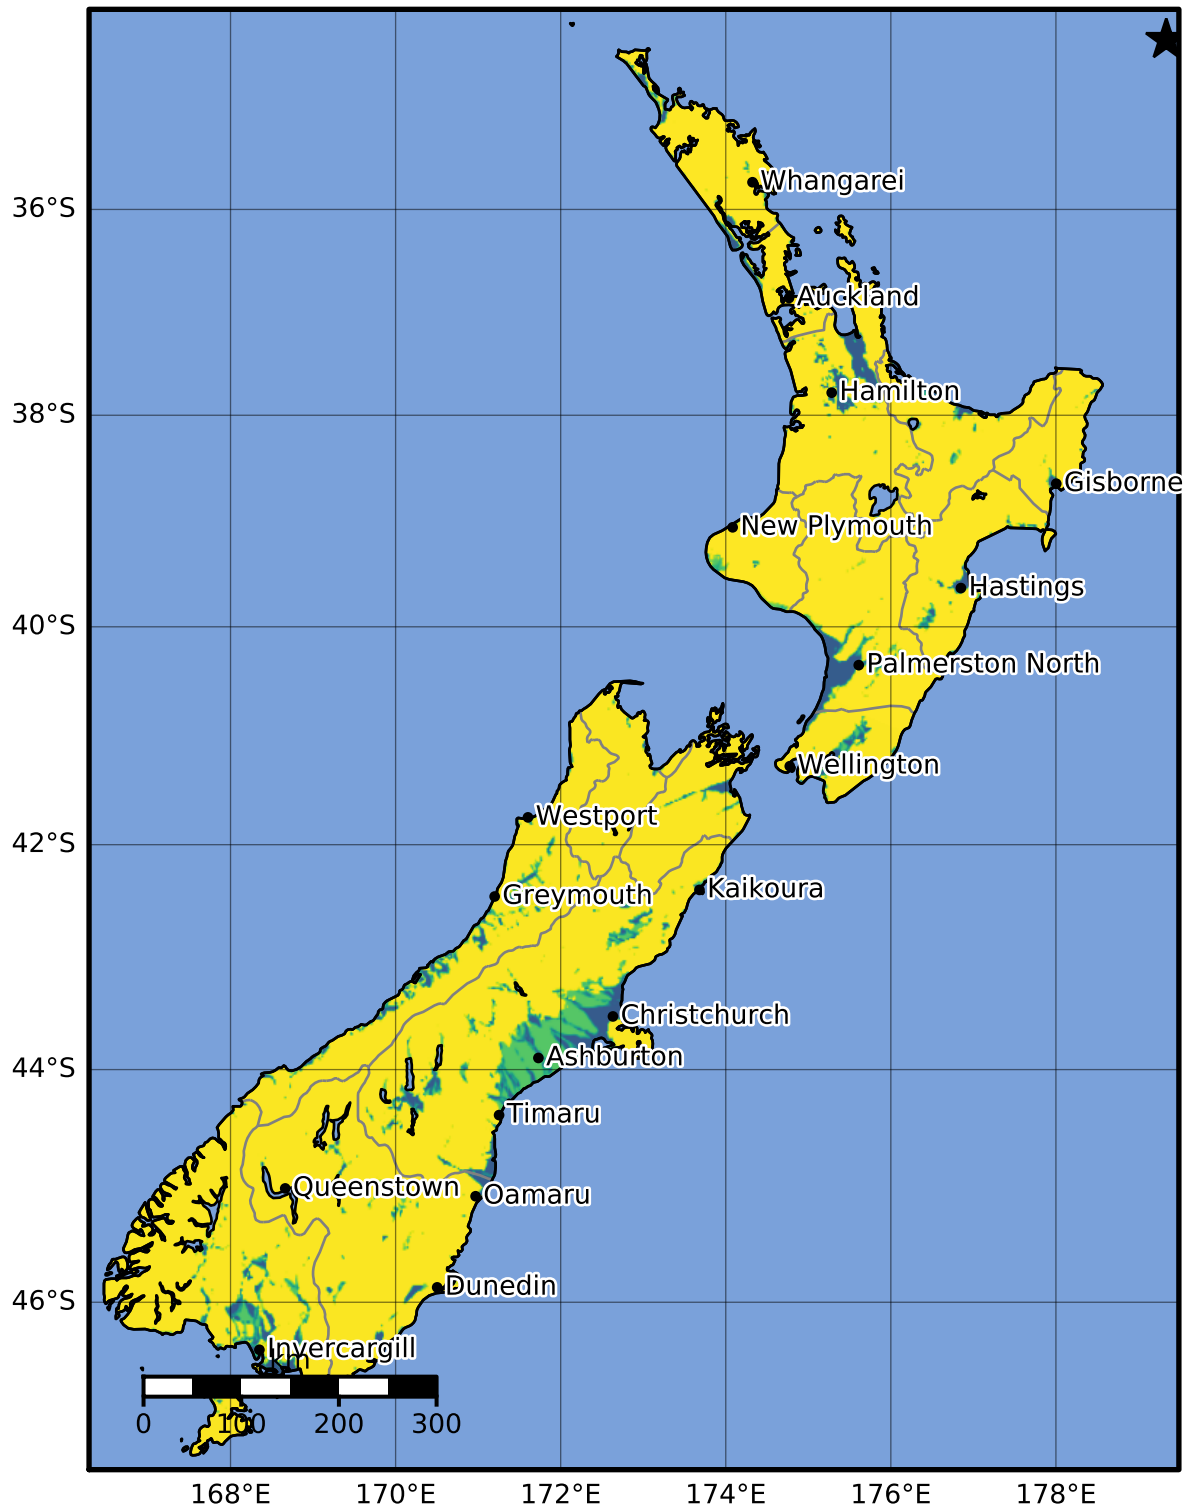 Whangarei
36°S
Auckland
Hamilton
38°S
Gisborne
New Plymouth
Hastings
40°S
Palmerston North
Wellington
Westport
42°S
Kaikoura
Greymouth
Christchurch
Ashburton
44°S
Timaru
Queenstown
Oamaru
Dunedin
46°S
Invercargill
km
0 100 200 300
168°E 170°E 172°E 174°E 176°E 178°E